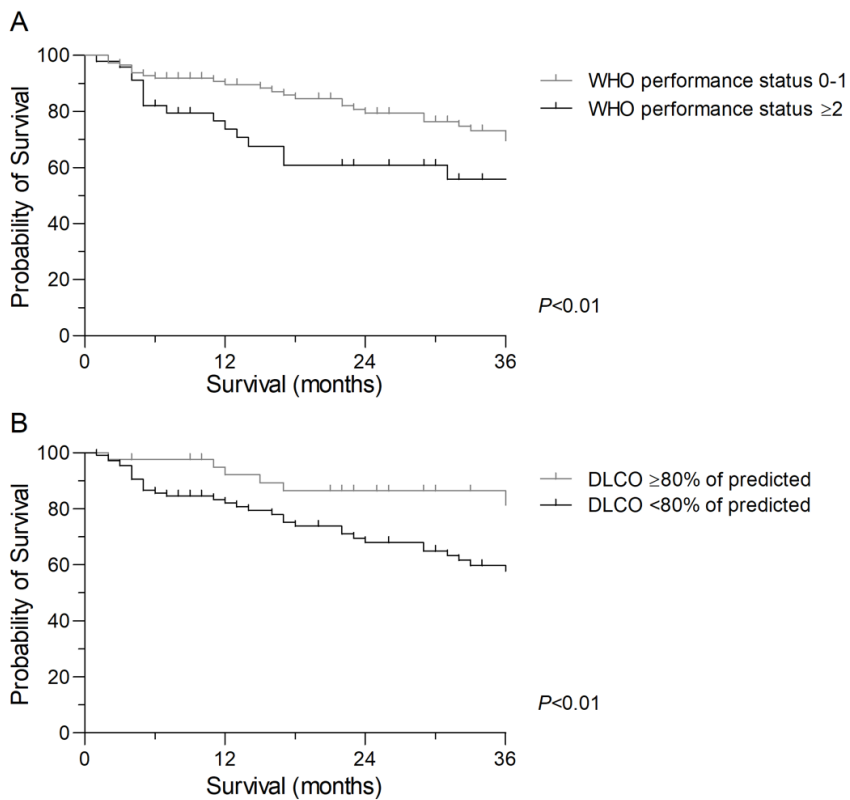 A
100
80
60
40
20
0
Probability of Survival
0 12 24 36
Survival (months)
WHO performance status 0-1
WHO performance status ≥2
P<0.01
B
100
80
60
40
20
0
Probability of Survival
0 12 24 36
Survival (months)
DLCO ≥80% of predicted
DLCO <80% of predicted
P<0.01